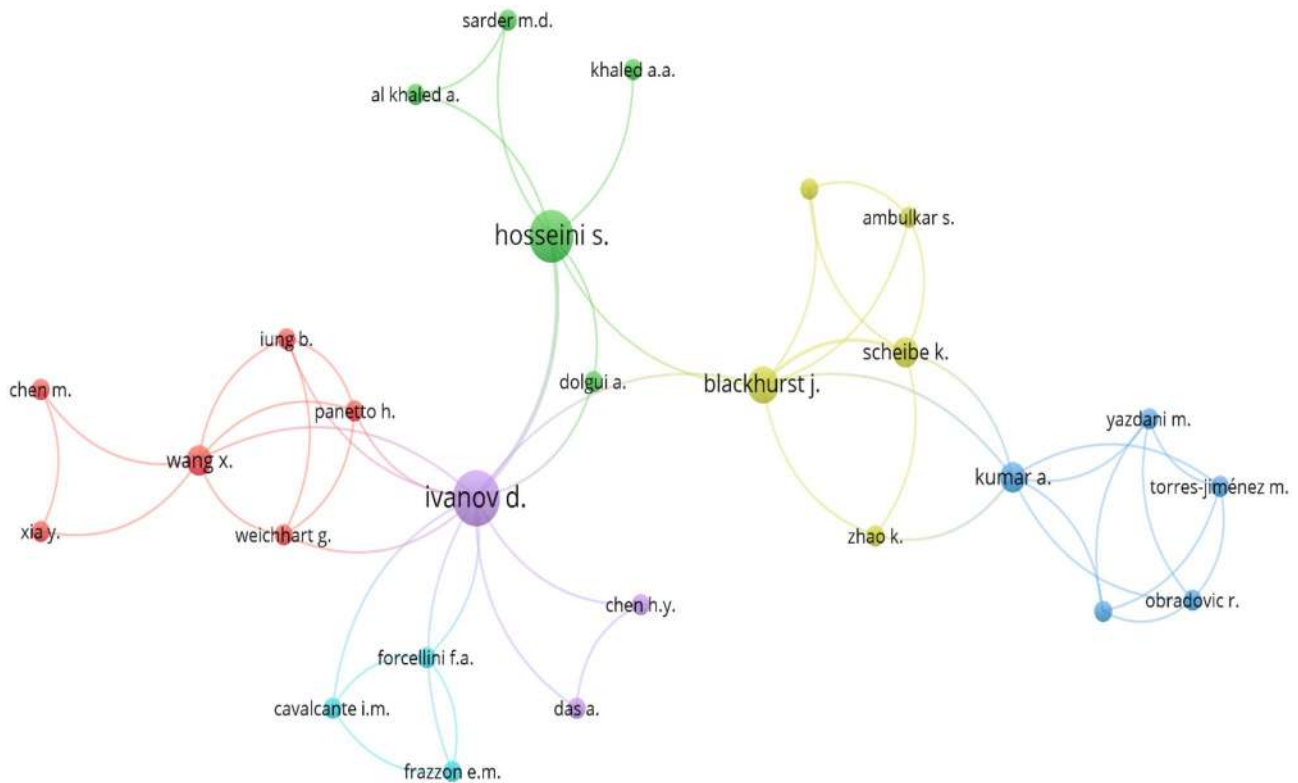 sarder m.d.
khaled a.a.
al khaled a.
hosseini s.
ambulkar s.
iung b.
scheibe k.
dolgui a.
blackhurst j.
chen m.
panetto h.
yazdani m.
wang x.
kumar a.
torres-jiménez m.
ivanov d.
xia y.
weichhart g.
zhao k.
obradovic r.
chen h.y.
forcellini f.a.
cavalcante i.m.
das a.
frazzon e.m.